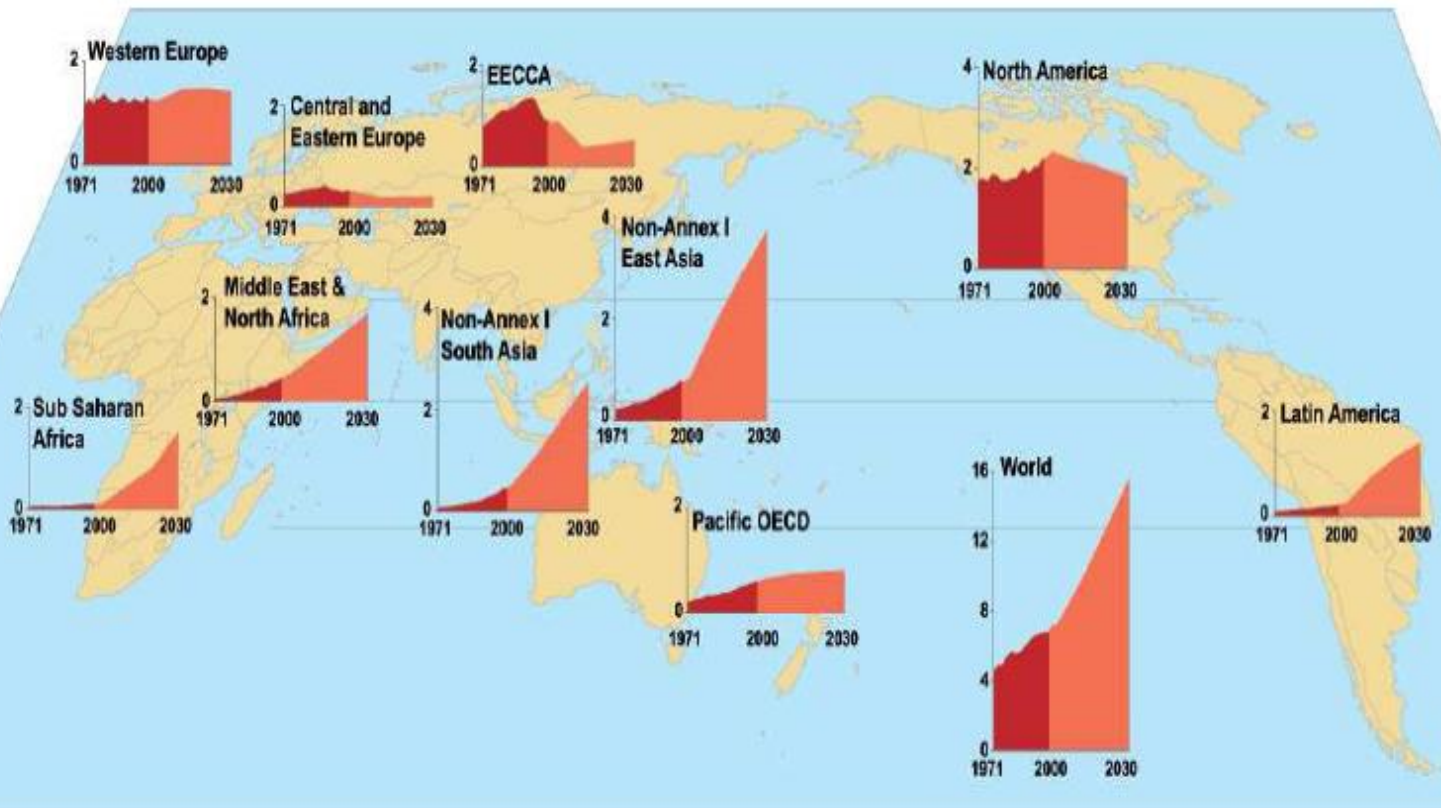 2 Western Europe
0
1971 2000 2030
2 Central and
Eastern Europe
0
1971 2000 2030
2 EECCA
0
1971 2000 2030
4 North America
2
0
1971 2000 2030
4 Non-Annex I
East Asia
2
0
1971 2000 2030
2 Middle East &
North Africa
0
1971 2000 2030
4 Non-Annex I
South Asia
2
0
1971 2000 2030
2 Sub Saharan
Africa
0
1971 2000 2030
2 Latin America
0
1971 2000 2030
2 Pacific OECD
0
1971 2000 2030
16 World
12
8
4
0
1971 2000 2030